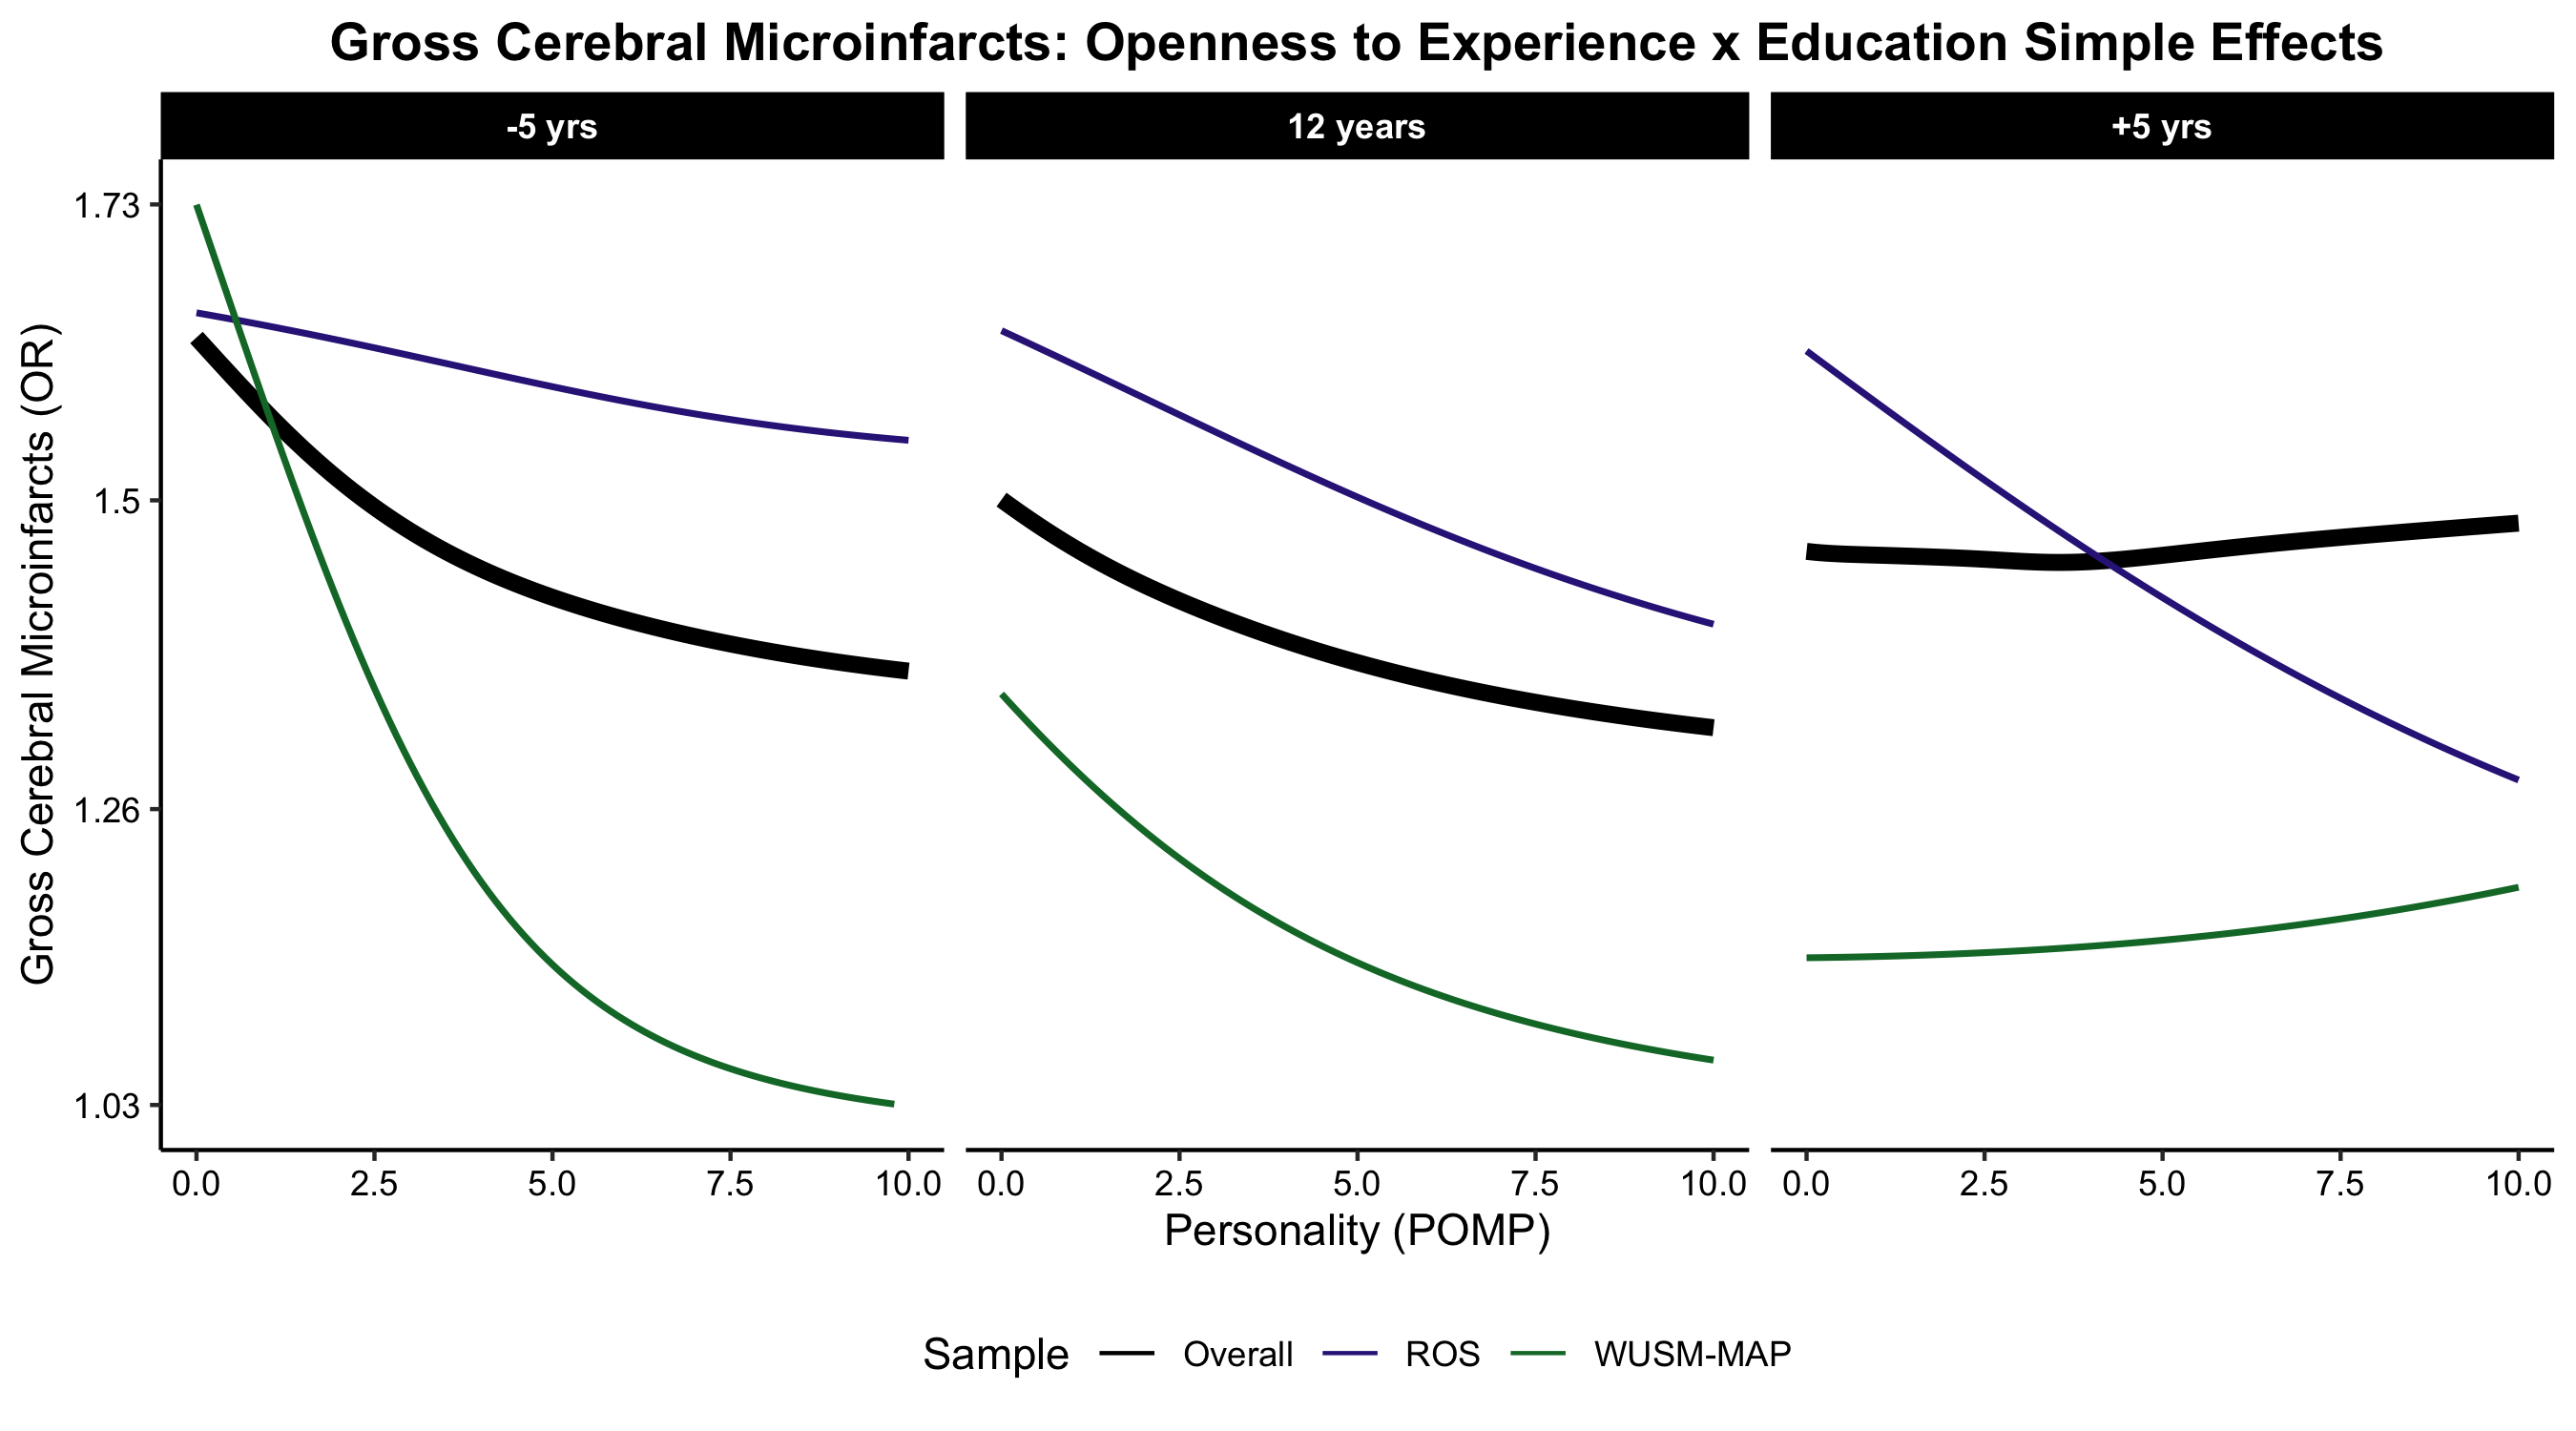 Gross Cerebral Microinfarcts: Openness to Experience x Education Simple Effects
-5 yrs
12 years
+5 yrs
Gross Cerebral Microinfarcts (OR)
1.73
1.5
1.26
1.03
0.0 2.5 5.0 7.5 10.0
0.0 2.5 5.0 7.5 10.0
0.0 2.5 5.0 7.5 10.0
Personality (POMP)
Sample Overall ROS WUSM-MAP